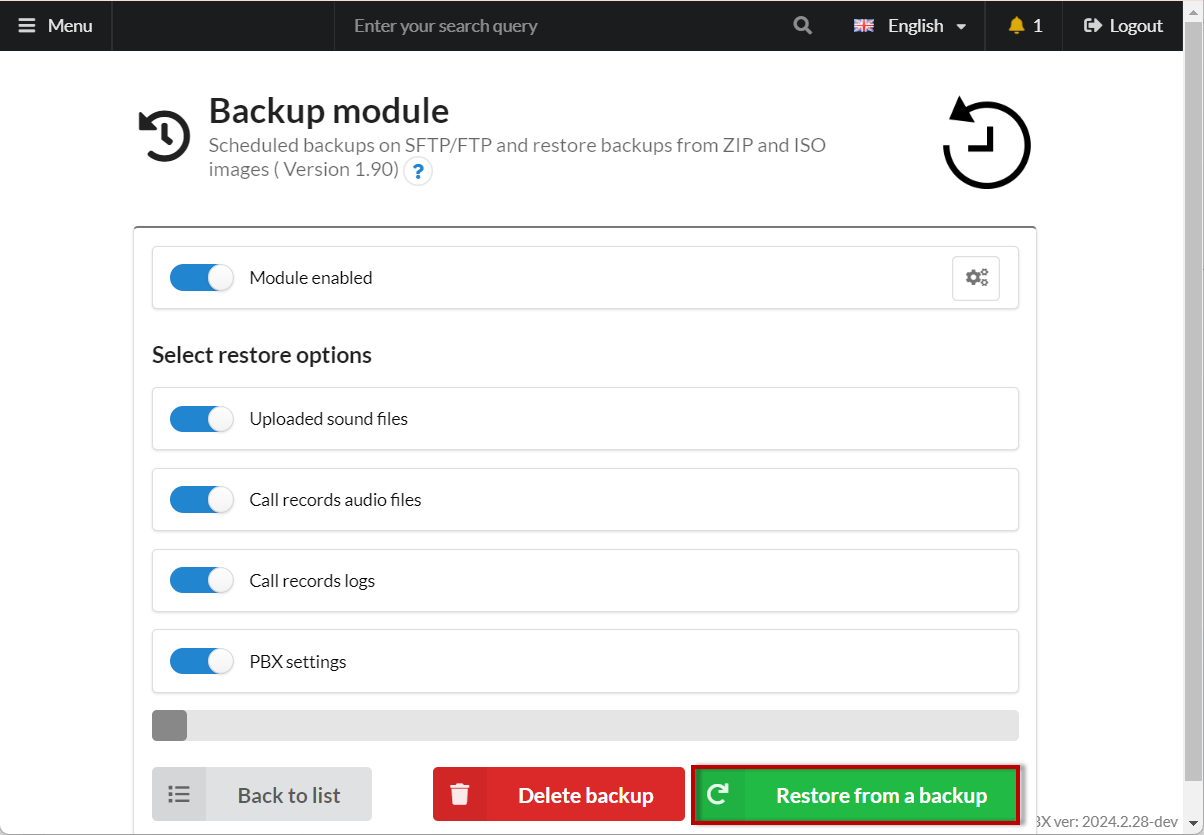 Menu
Enter your search query
English
1
Logout
Backup module
Scheduled backups on SFTP/FTP and restore backups from ZIP and ISO
images ( Version 1.90) ?
Module enabled
Select restore options
Uploaded sound files
Call records audio files
Call records logs
PBX settings
Back to list
Delete backup
Restore from a backup
BX ver: 2024.2.28-dev